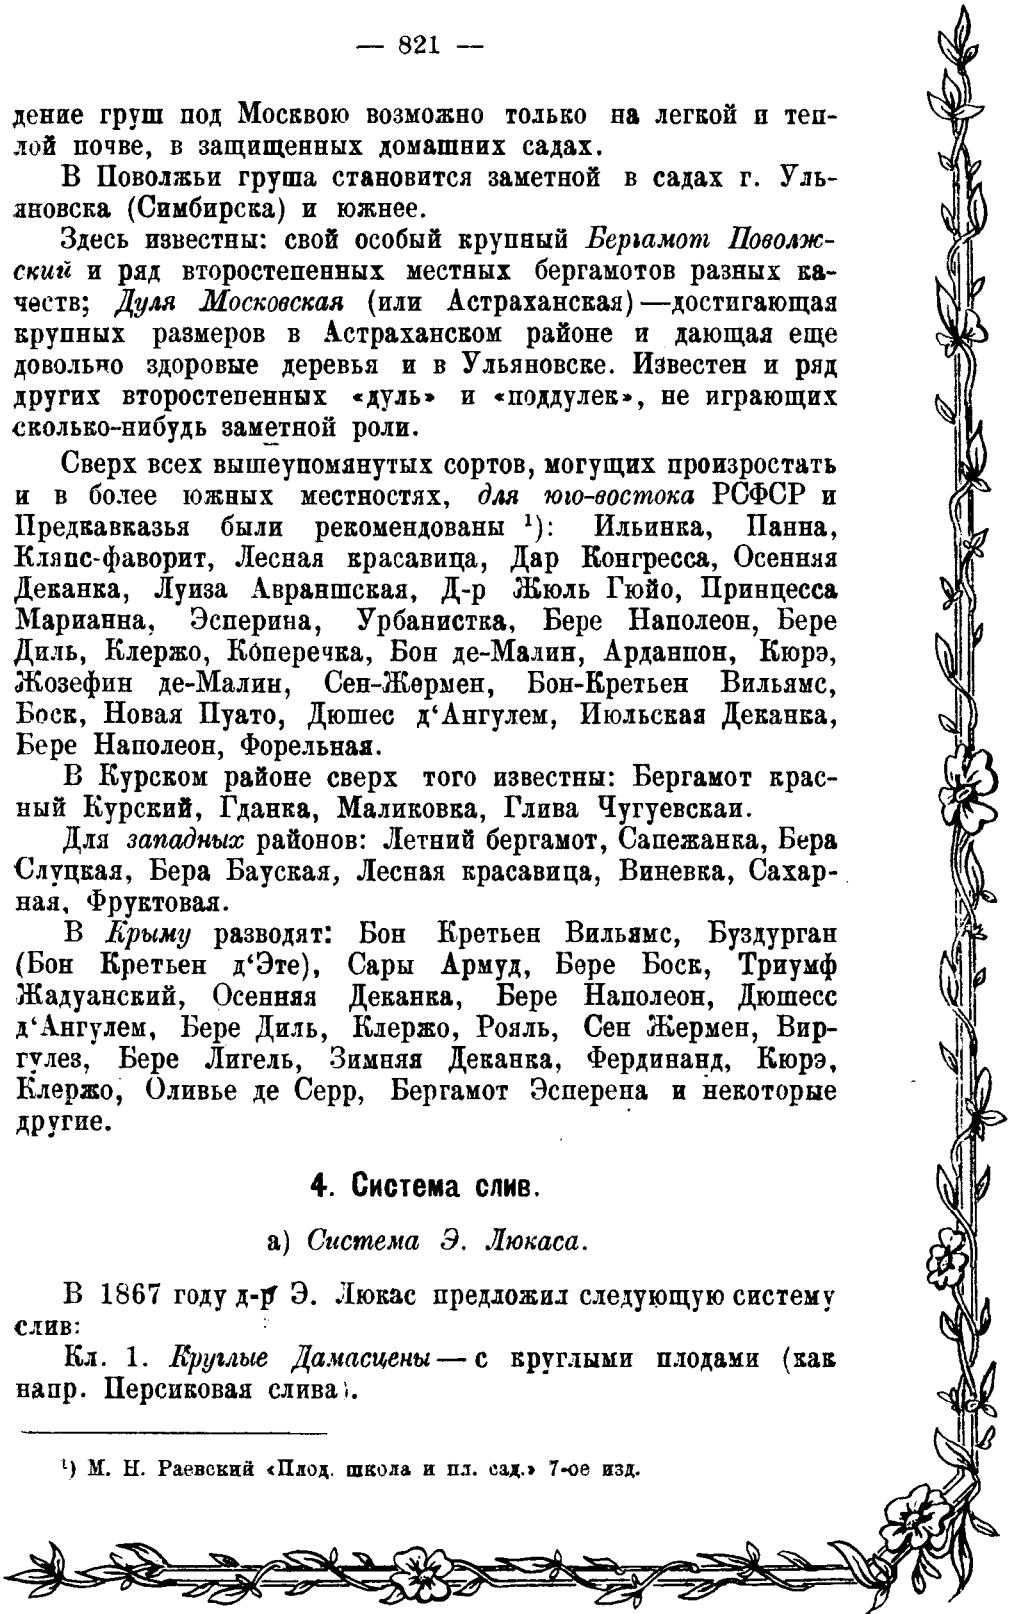 — 821 —
дение груш под Москвою возможно только на легкой и теп-
лой почве, в защищенных домашних садах.
В Поволжьи груша становится заметной в садах г. Уль-
яновска (Симбирска) и южнее.
Здесь известны: свой особый крупный Бергамот Поволж-
ский и ряд второстепенных местных бергамотов разных ка-
честв; Дуля Московская (или Астраханская)—достигающая
крупных размеров в Астраханском районе и дающая еще
довольно здоровые деревья и в Ульяновске. Известен и ряд
других второстепенных «дуль» и «поддулек», не играющих
сколько-нибудь заметной роли.
Сверх всех вышеупомянутых сортов, могущих произростать
и в более южных местностях, для юго-востока РСФСР и
Предкавказья были рекомендованы ¹): Ильинка, Панна,
Кляпс-фаворит, Лесная красавица, Дар Конгресса, Осенняя
Деканка, Луиза Авраншская, Д-р Жюль Гюйо, Принцесса
Марианна, Эсперина, Урбанистка, Бере Наполеон, Бере
Диль, Клержо, Коперечка, Бон де-Малин, Арданпон, Кюрэ,
Жозефин де-Малин, Сен-Жермен, Бон-Кретьен Вильямс,
Боск, Новая Пуато, Дюшес д‘Ангулем, Июльская Деканка,
Бере Наполеон, Форельная.
В Курском районе сверх того известны: Бергамот крас-
ный Курский, Гданка, Маликовка, Глива Чугуевскаи.
Для западных районов: Летний бергамот, Сапежанка, Бера
Слуцкая, Бера Бауская, Лесная красавица, Виневка, Сахар-
ная, Фруктовая.
В Крыму разводят: Бон Кретьен Вильямс, Буздурган
(Бон Кретьен д‘Эте), Сары Армуд, Бере Боск, Триумф
Жадуанский, Осенняя Деканка, Бере Наполеон, Дюшесс
д‘Ангулем, Бере Диль, Клержо, Рояль, Сен Жермен, Вир-
гулез, Бере Лигель, Зимняя Деканка, Фердинанд, Кюрэ,
Клержо, Оливье де Серр, Бергамот Эсперена и некоторые
другие.
4. Система слив.
а) Система Э. Люкаса.
В 1867 году д-р Э. Люкас предложил следующую систему
слив:
Кл. 1. Круглые Дамасцены — с круглыми плодами (как
напр. Персиковая слива).
¹) М. Н. Раевский «Плод. школа и пл. сад.» 7-ое изд.